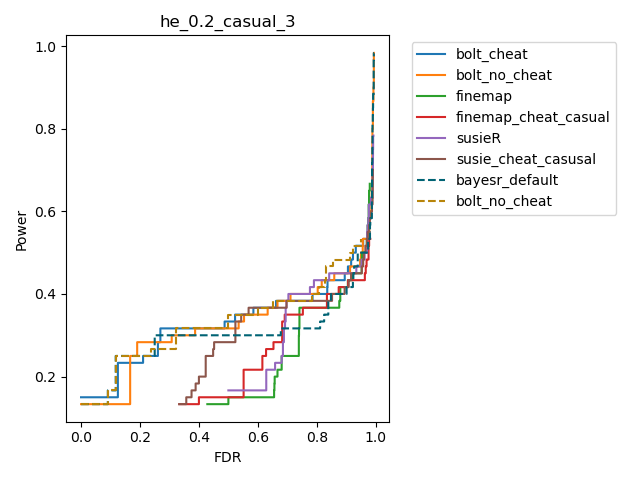 he_0.2_casual_3
1.0
0.8
0.6
0.4
0.2
Power
0.0 0.2 0.4 0.6 0.8 1.0
FDR
bolt_cheat
bolt_no_cheat
finemap
finemap_cheat_casual
susieR
susie_cheat_casusal
bayesr_default
bolt_no_cheat